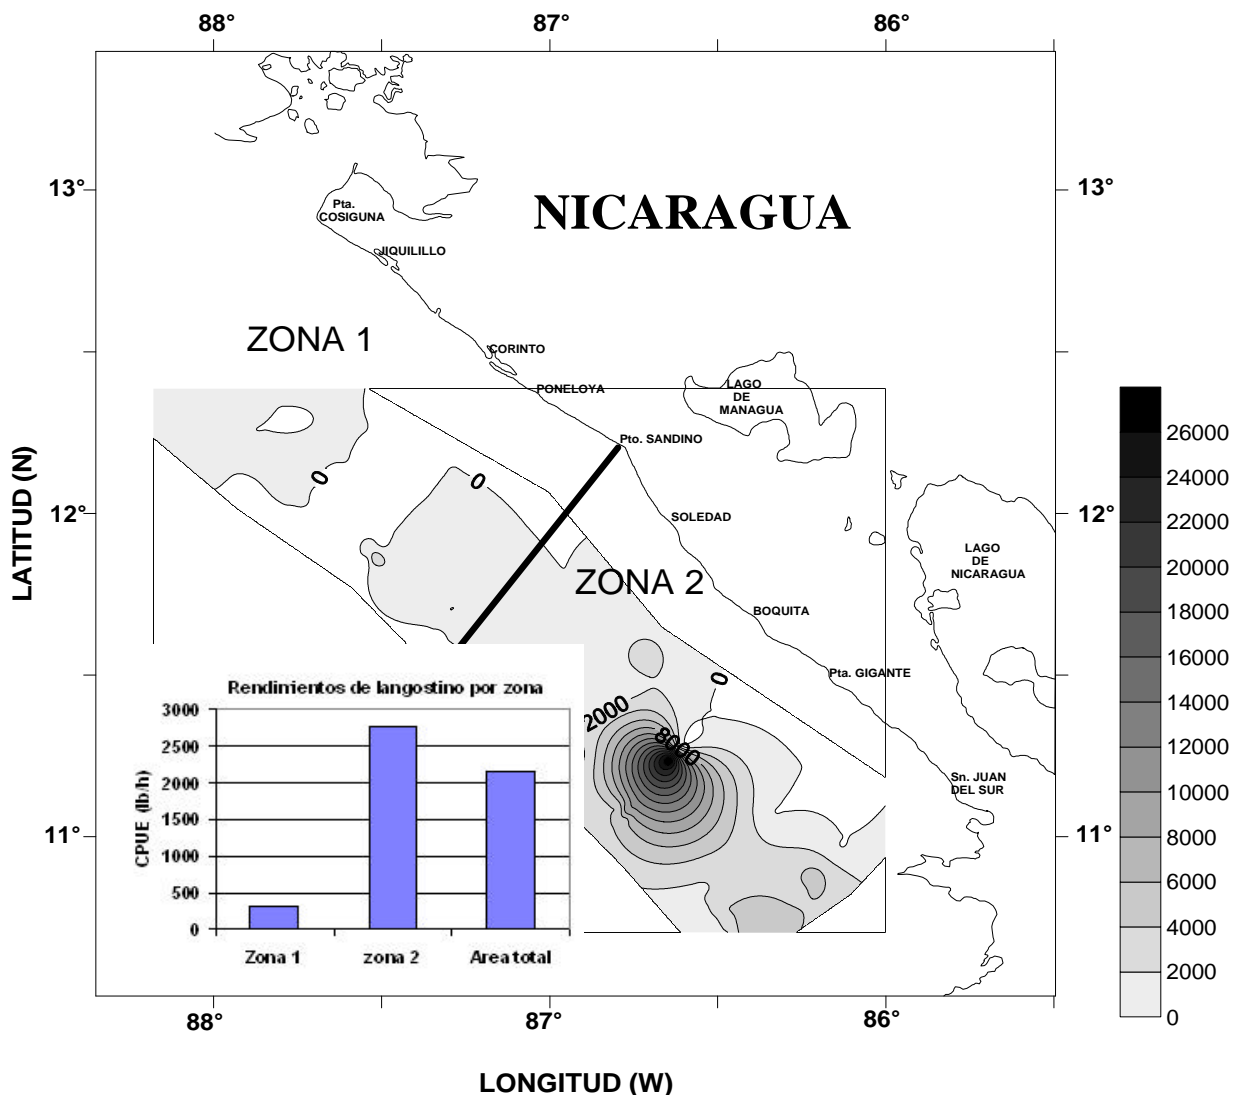 88°
87°
86°
13°
13°
NICARAGUA
Pta.
COSIGUNA
JIQUILILLO
ZONA 1
CORINTO
PONELOYA
LAGO
DE
MANAGUA
Pto. SANDINO
26000
24000
22000
20000
18000
16000
14000
12000
10000
8000
6000
4000
2000
0
0
0
12°
12°
SOLEDAD
LAGO
DE
NICARAGUA
ZONA 2
BOQUITA
Pta. GIGANTE
0
2000
8000
Sn. JUAN
DEL SUR
11°
11°
LATITUD (N)
Rendimientos de langostino por zona
CPUE (lb/h)
3000
2500
2000
1500
1000
500
0
Zona 1
zona 2
Area total
88°
87°
86°
LONGITUD (W)